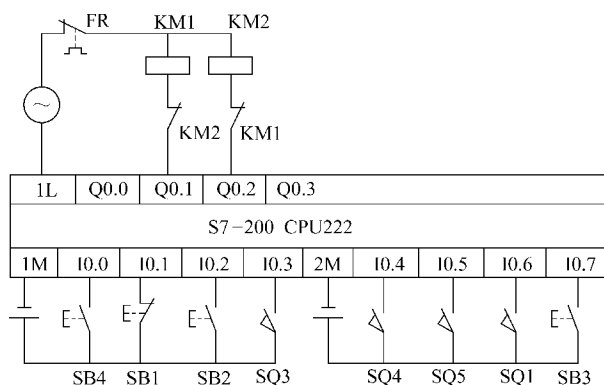 FR KM1 KM2
KM2 KM1
1L Q0.0 Q0.1 Q0.2 Q0.3
S7-200 CPU222
1M I0.0 I0.1 I0.2 I0.3 2M I0.4 I0.5 I0.6 I0.7
SB4 SB1 SB2 SQ3 SQ4 SQ5 SQ1 SB3